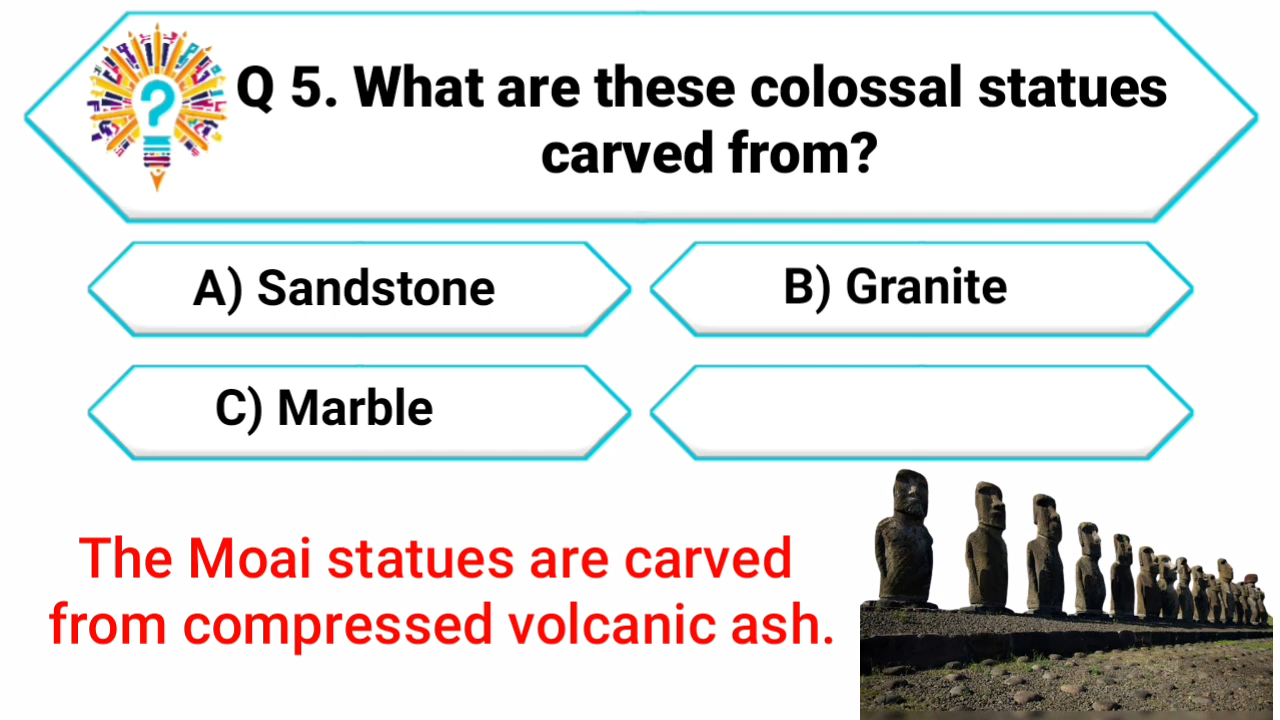 Q 5. What are these colossal statues
carved from?
A) Sandstone
B) Granite
C) Marble
The Moai statues are carved
from compressed volcanic ash.